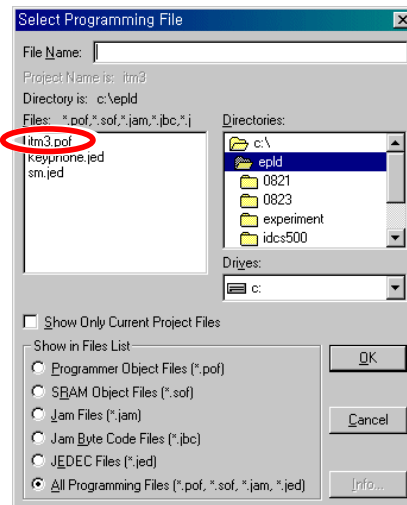 Select Programming File
File Name:
Project Name is: itm3
Directory is: c:\epld
Files: *.pof,*.sof,*.jam,*.jbc,*.j
itm3.pof
keyphone.jed
sm.jed
Directories:
c:\
epld
0821
0823
experiment
idcs500
Drives:
c:
Show Only Current Project Files
Show in Files List
Programmer Object Files (*.pof)
SRAM Object Files (*.sof)
Jam Files (*.jam)
Jam Byte Code Files (*.jbc)
JEDEC Files (*.jed)
All Programming Files (*.pof, *.sof, *.jam, *.jed)
OK
Cancel
Info...